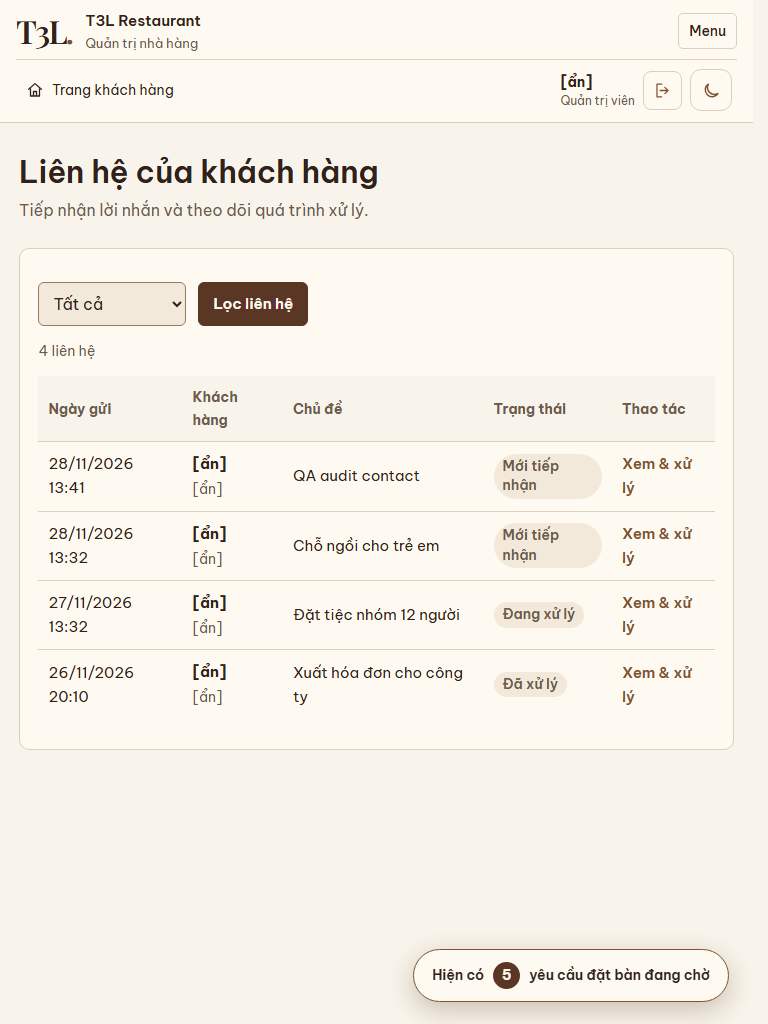 T3L.
T3L Restaurant
Quản trị nhà hàng
Menu
Trang khách hàng
[ẩn]
Quản trị viên
Liên hệ của khách hàng
Tiếp nhận lời nhắn và theo dõi quá trình xử lý.
Tất cả
Lọc liên hệ
4 liên hệ
Ngày gửi
Khách
hàng
Chủ đề
Trạng thái
Thao tác
28/11/2026
13:41
[ẩn]
[ẩn]
QA audit contact
Mới tiếp
nhận
Xem & xử
lý
28/11/2026
13:32
[ẩn]
[ẩn]
Chỗ ngồi cho trẻ em
Mới tiếp
nhận
Xem & xử
lý
27/11/2026
13:32
[ẩn]
[ẩn]
Đặt tiệc nhóm 12 người
Đang xử lý
Xem & xử
lý
26/11/2026
20:10
[ẩn]
[ẩn]
Xuất hóa đơn cho công
ty
Đã xử lý
Xem & xử
lý
Hiện có 5 yêu cầu đặt bàn đang chờ